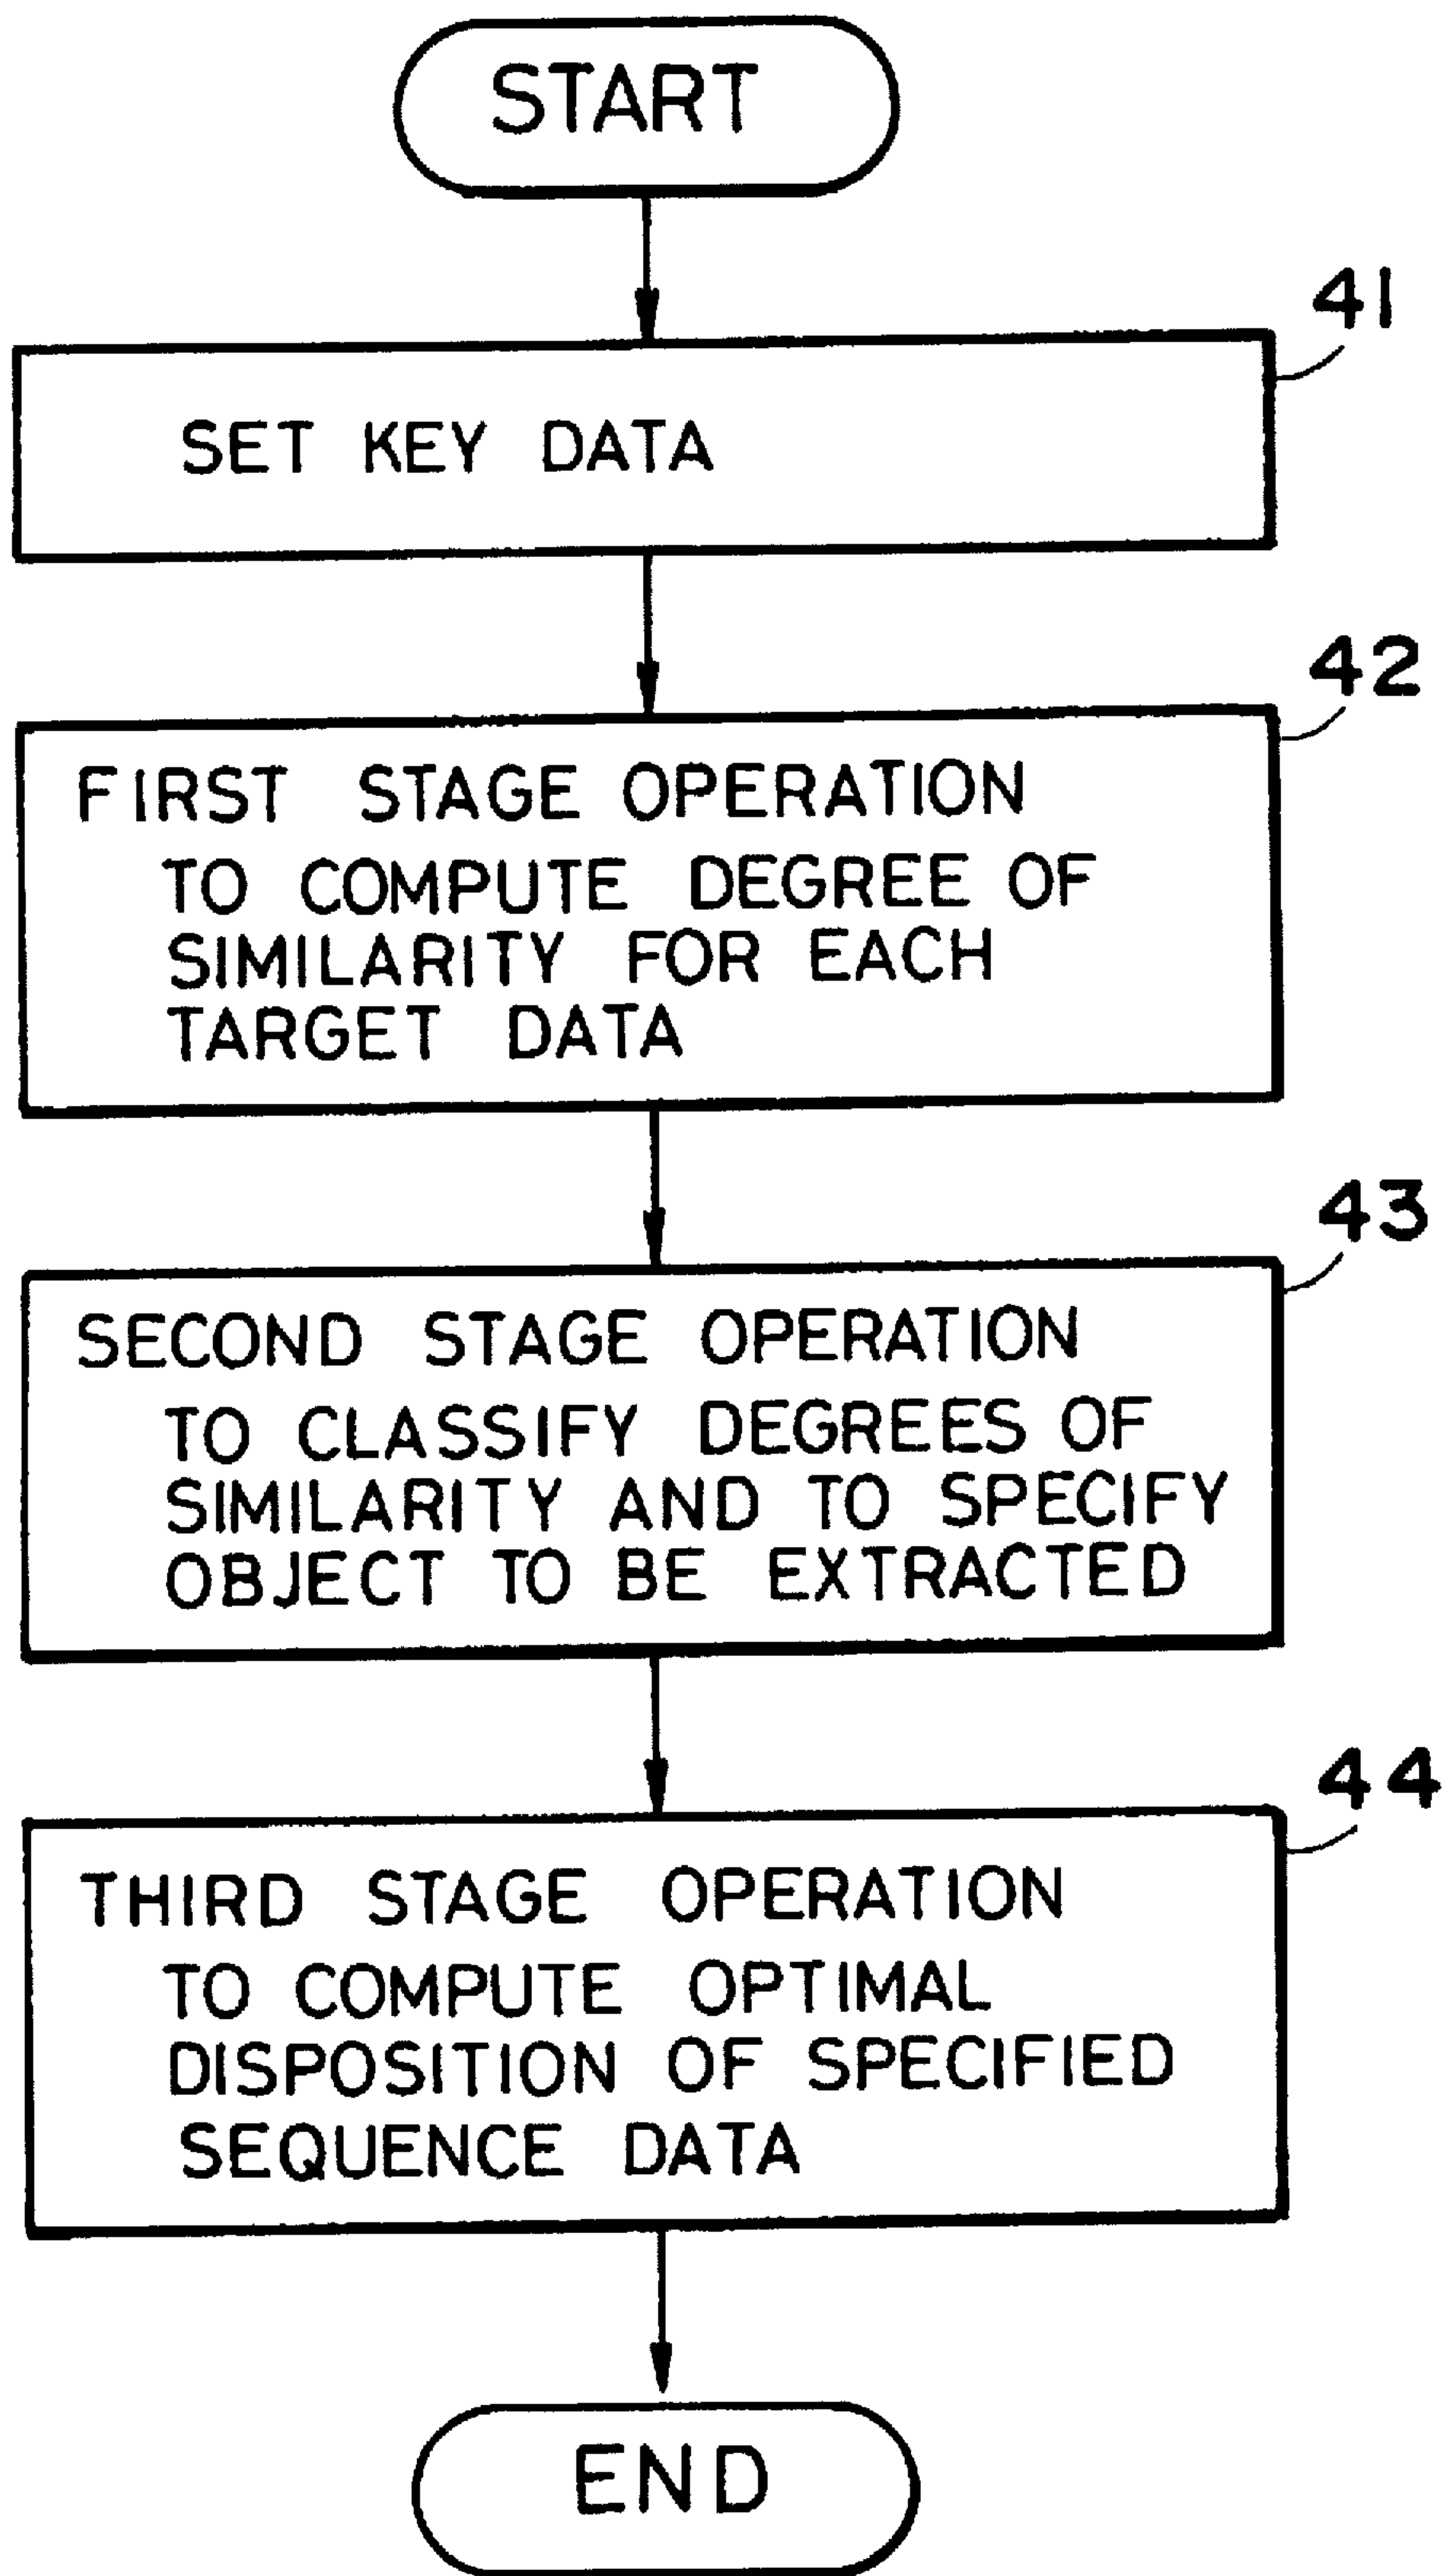 START
41
SET KEY DATA
42
FIRST STAGE OPERATION
TO COMPUTE DEGREE OF
SIMILARITY FOR EACH
TARGET DATA
43
SECOND STAGE OPERATION
TO CLASSIFY DEGREES OF
SIMILARITY AND TO SPECIFY
OBJECT TO BE EXTRACTED
44
THIRD STAGE OPERATION
TO COMPUTE OPTIMAL
DISPOSITION OF SPECIFIED
SEQUENCE DATA
END